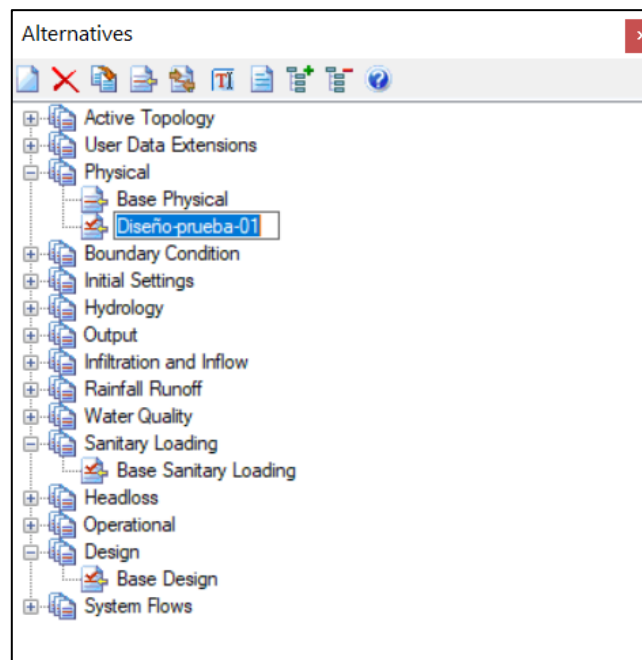 Alternatives
Active Topology
User Data Extensions
Physical
Base Physical
Diseño-prueba-01
Boundary Condition
Initial Settings
Hydrology
Output
Infiltration and Inflow
Rainfall Runoff
Water Quality
Sanitary Loading
Base Sanitary Loading
Headloss
Operational
Design
Base Design
System Flows